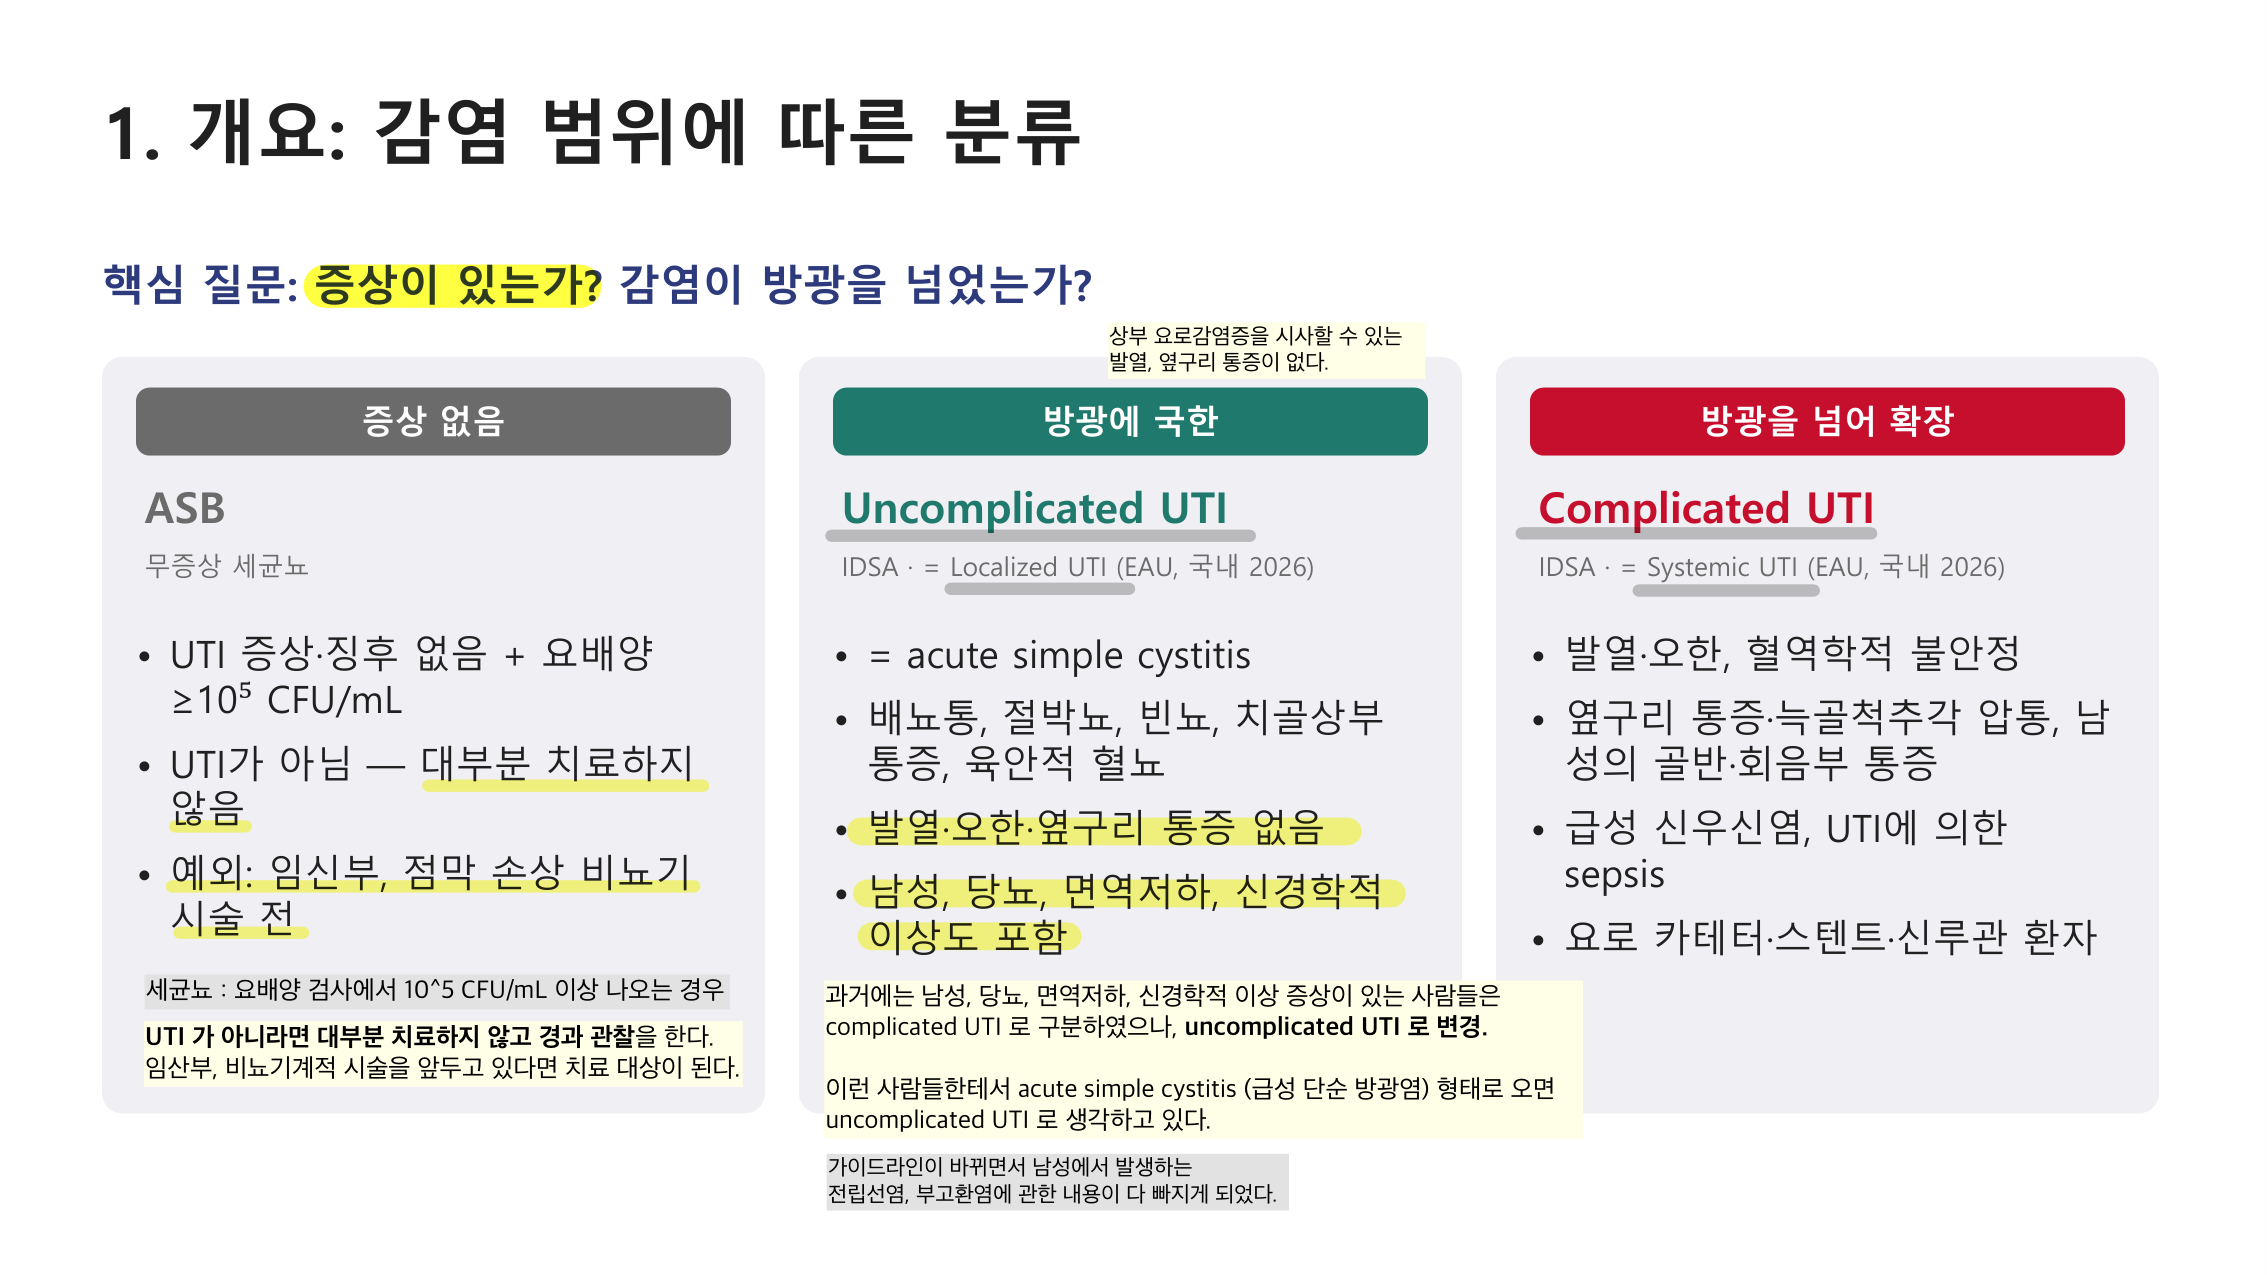 1. 개요: 감염 범위에 따른 분류
핵심 질문: 증상이 있는가? 감염이 방광을 넘었는가?
증상 없음
ASB
무증상 세균뇨
• UTI 증상·징후 없음 + 요배양
≥10⁵ CFU/mL
• UTI가 아님 — 대부분 치료하지
않음
• 예외: 임신부, 점막 손상 비뇨기
시술 전
세균뇨 : 요배양 검사에서 10^5 CFU/mL 이상 나오는 경우
UTI 가 아니라면 대부분 치료하지 않고 경과 관찰을 한다.
임산부, 비뇨기계적 시술을 앞두고 있다면 치료 대상이 된다.
상부 요로감염증을 시사할 수 있는
발열, 옆구리 통증이 없다.
방광에 국한
Uncomplicated UTI
IDSA · = Localized UTI (EAU, 국내 2026)
• = acute simple cystitis
• 배뇨통, 절박뇨, 빈뇨, 치골상부
통증, 육안적 혈뇨
• 발열·오한·옆구리 통증 없음
• 남성, 당뇨, 면역저하, 신경학적
이상도 포함
과거에는 남성, 당뇨, 면역저하, 신경학적 이상 증상이 있는 사람들은
complicated UTI 로 구분하였으나, uncomplicated UTI 로 변경.
이런 사람들한테서 acute simple cystitis (급성 단순 방광염) 형태로 오면
uncomplicated UTI 로 생각하고 있다.
가이드라인이 바뀌면서 남성에서 발생하는
전립선염, 부고환염에 관한 내용이 다 빠지게 되었다.
방광을 넘어 확장
Complicated UTI
IDSA · = Systemic UTI (EAU, 국내 2026)
• 발열·오한, 혈역학적 불안정
• 옆구리 통증·늑골척추각 압통, 남
성의 골반·회음부 통증
• 급성 신우신염, UTI에 의한
sepsis
• 요로 카테터·스텐트·신루관 환자